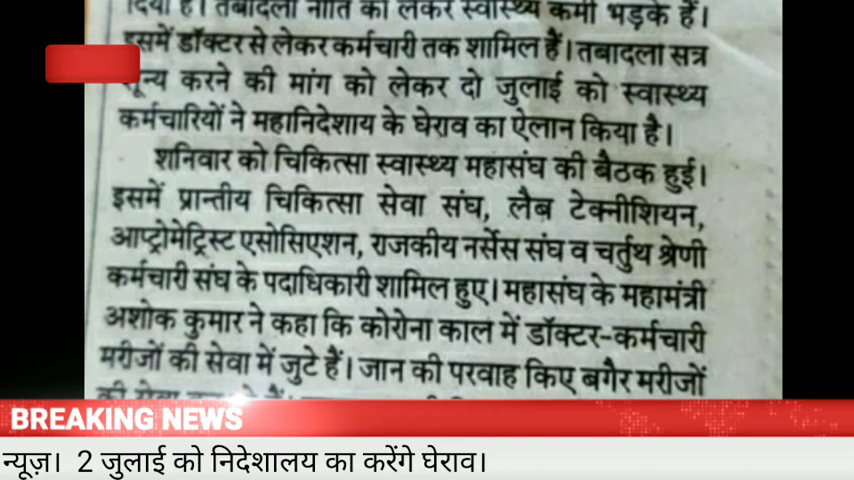 दिया है। तबादला नीति को लेकर स्वास्थ्य कर्मी भड़के हैं।
इसमें डॉक्टर से लेकर कर्मचारी तक शामिल हैं। तबादला सत्र
शून्य करने की मांग को लेकर दो जुलाई को स्वास्थ्य
कर्मचारियों ने महानिदेशाय के घेराव का ऐलान किया है।
शनिवार को चिकित्सा स्वास्थ्य महासंघ की बैठक हुई।
इसमें प्रान्तीय चिकित्सा सेवा संघ, लैब टेक्नीशियन,
आप्ट्रोमेट्रिस्ट एसोसिएशन, राजकीय नर्सेस संघ व चर्तुथ श्रेणी
कर्मचारी संघ के पदाधिकारी शामिल हुए। महासंघ के महामंत्री
अशोक कुमार ने कहा कि कोरोना काल में डॉक्टर-कर्मचारी
मरीजों की सेवा में जुटे हैं। जान की परवाह किए बगैर मरीजों
BREAKING NEWS
न्यूज़। 2 जुलाई को निदेशालय का करेंगे घेराव।